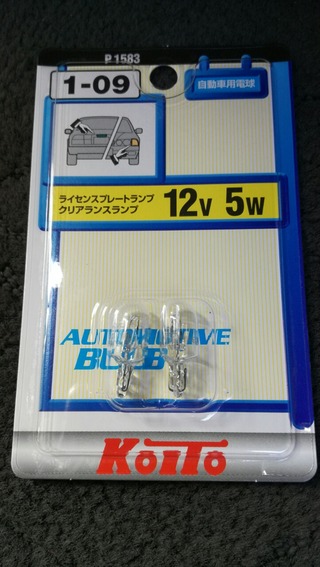 P 1583
1-09
自動車用電球
ライセンスプレートランプ
クリアランスランプ
12V 5W
AUTOMOTIVE
BULB
KOITO